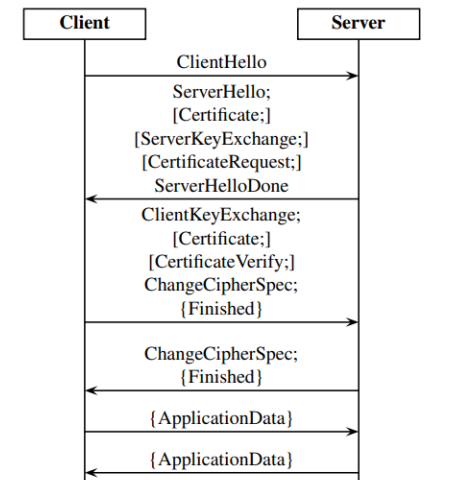 Client
Server
ClientHello
ServerHello;
[Certificate;]
[ServerKeyExchange;]
[CertificateRequest;]
ServerHelloDone
ClientKeyExchange;
[Certificate;]
[CertificateVerify;]
ChangeCipherSpec;
{Finished}
ChangeCipherSpec;
{Finished}
{ApplicationData}
{ApplicationData}